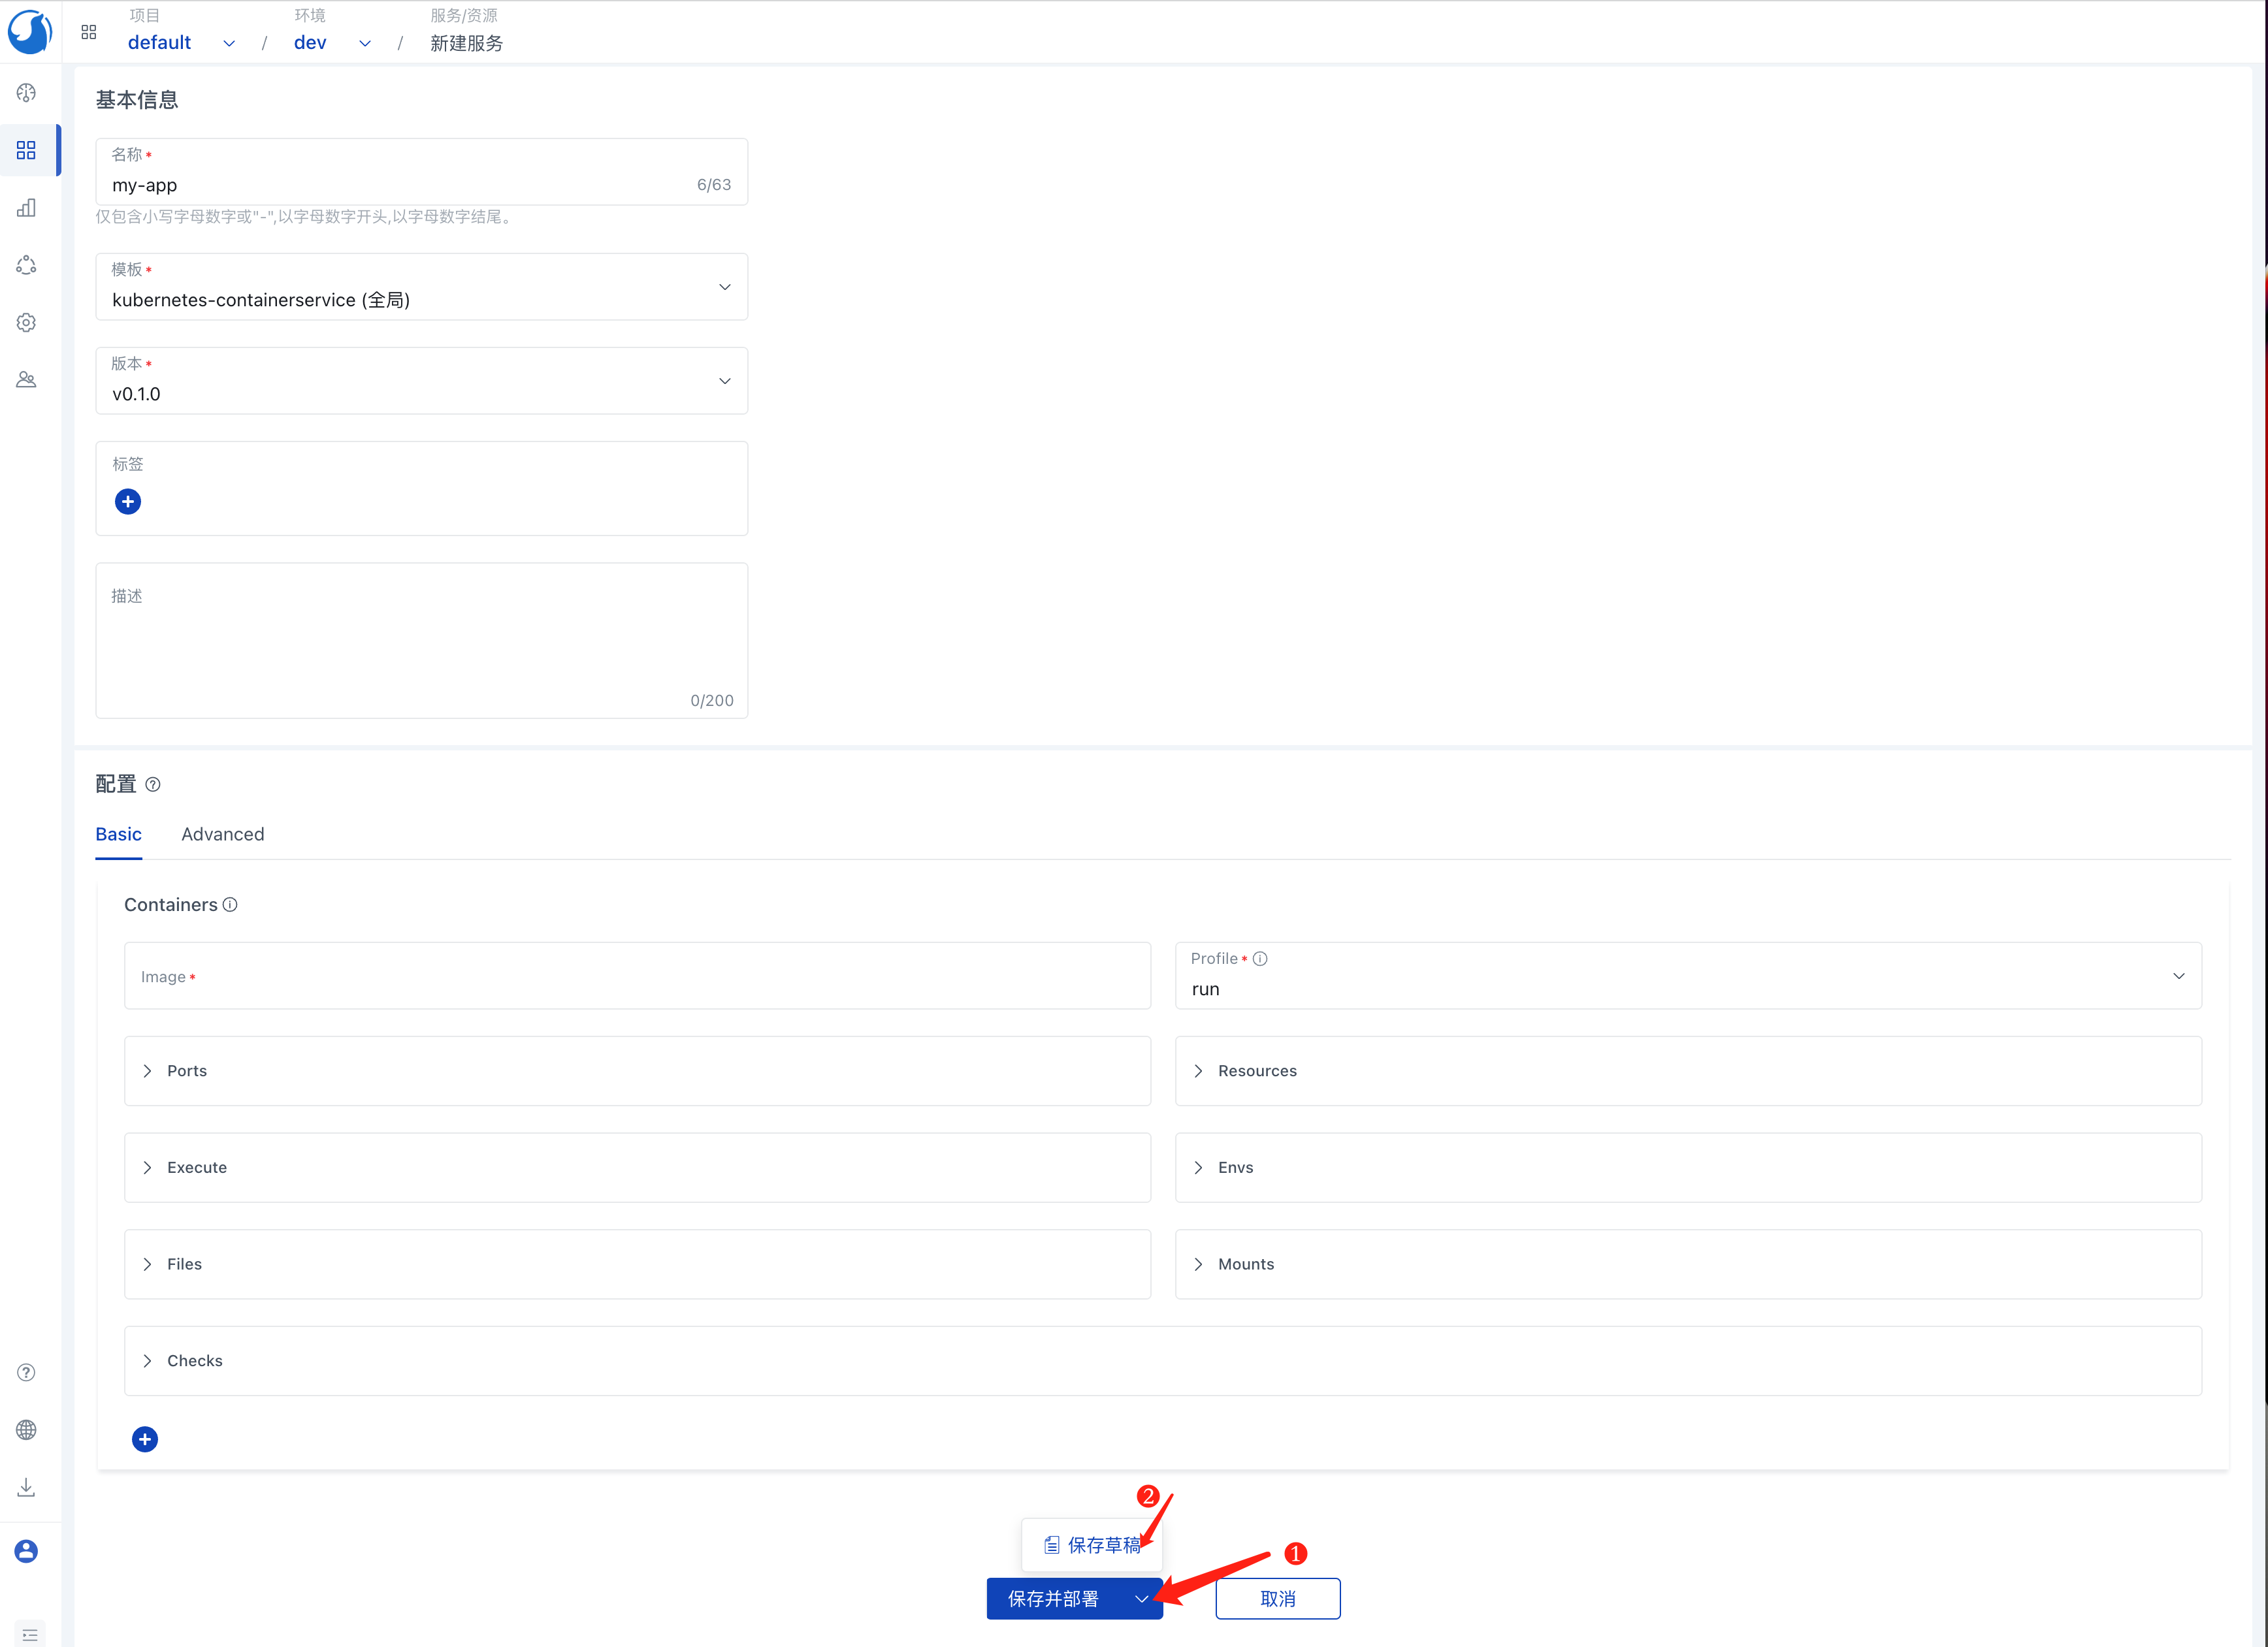 项目 环境 服务/资源
default / dev / 新建服务
基本信息
名称 *
my-app 6/63
仅包含小写字母数字或"-",以字母数字开头,以字母数字结尾。
模板 *
kubernetes-containerservice (全局)
版本 *
v0.1.0
标签
描述
0/200
配置
Basic Advanced
Containers
Image * Profile *
run
Ports Resources
Execute Envs
Files Mounts
Checks
2
保存草稿
1
保存并部署 取消